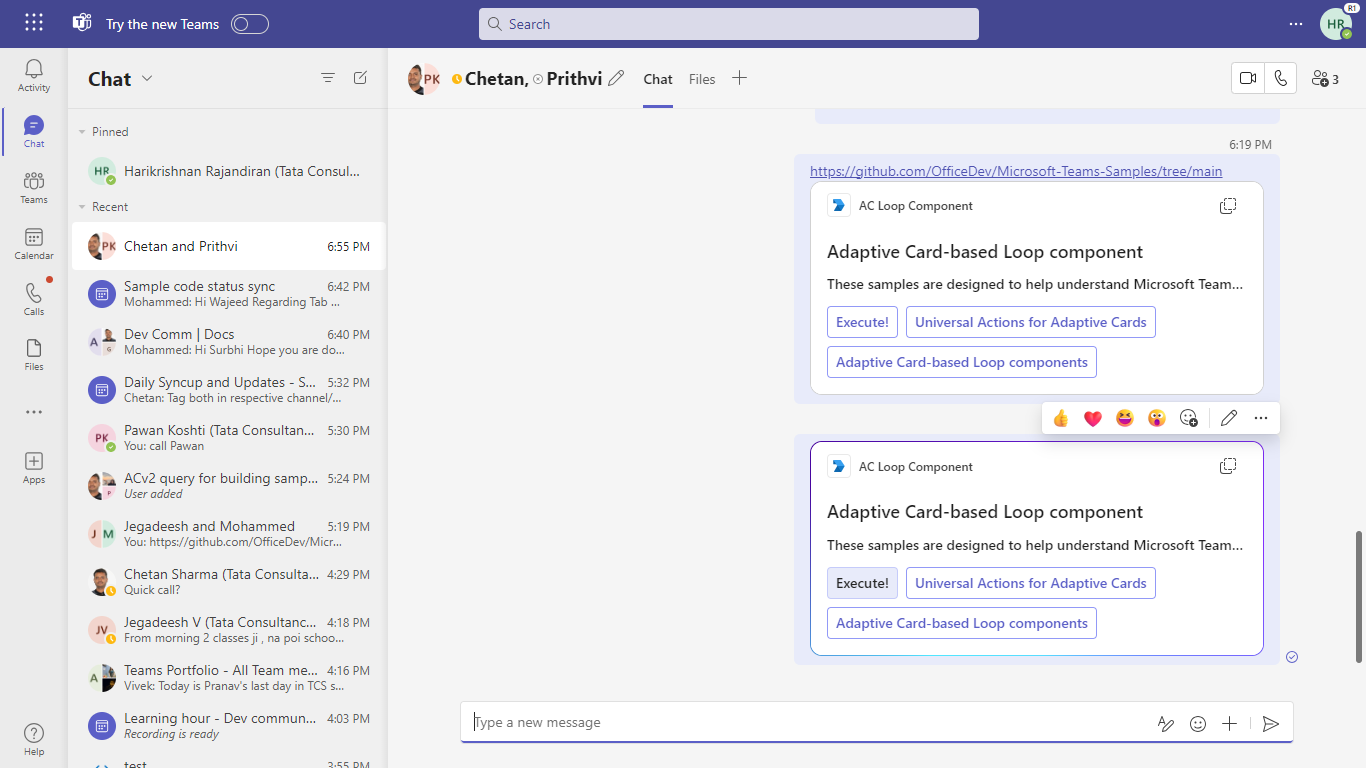 Try the new Teams
Search
R1
HR
Activity
Chat
Teams
Calendar
Calls
Files
Apps
Help
Chat
Pinned
HR
Harikrishnan Rajandiran (Tata Consul...
Recent
PK
Chetan and Prithvi 6:55 PM
Sample code status sync 6:42 PM
Mohammed: Hi Wajeed Regarding Tab ...
A
G
Dev Comm | Docs 6:40 PM
Mohammed: Hi Surbhi Hope you are do...
Daily Syncup and Updates - S... 5:32 PM
Chetan: Tag both in respective channel/...
PK
Pawan Koshti (Tata Consultan... 5:30 PM
You: call Pawan
P
ACv2 query for building samp... 5:24 PM
User added
J M
Jegadeesh and Mohammed 5:19 PM
You: https://github.com/OfficeDev/Micr...
Chetan Sharma (Tata Consulta... 4:29 PM
Quick call?
JV
Jegadeesh V (Tata Consultanc... 4:18 PM
From morning 2 classes ji , na poi schoo...
A
Teams Portfolio - All Team me... 4:16 PM
Vivek: Today is Pranav's last day in TCS s...
Learning hour - Dev commun... 4:03 PM
Recording is ready
test 3:55 PM
PK
Chetan, Prithvi
Chat Files
3
6:19 PM
https://github.com/OfficeDev/Microsoft-Teams-Samples/tree/main
AC Loop Component
Adaptive Card-based Loop component
These samples are designed to help understand Microsoft Team...
Execute! Universal Actions for Adaptive Cards
Adaptive Card-based Loop components
AC Loop Component
Adaptive Card-based Loop component
These samples are designed to help understand Microsoft Team...
Execute! Universal Actions for Adaptive Cards
Adaptive Card-based Loop components
Type a new message